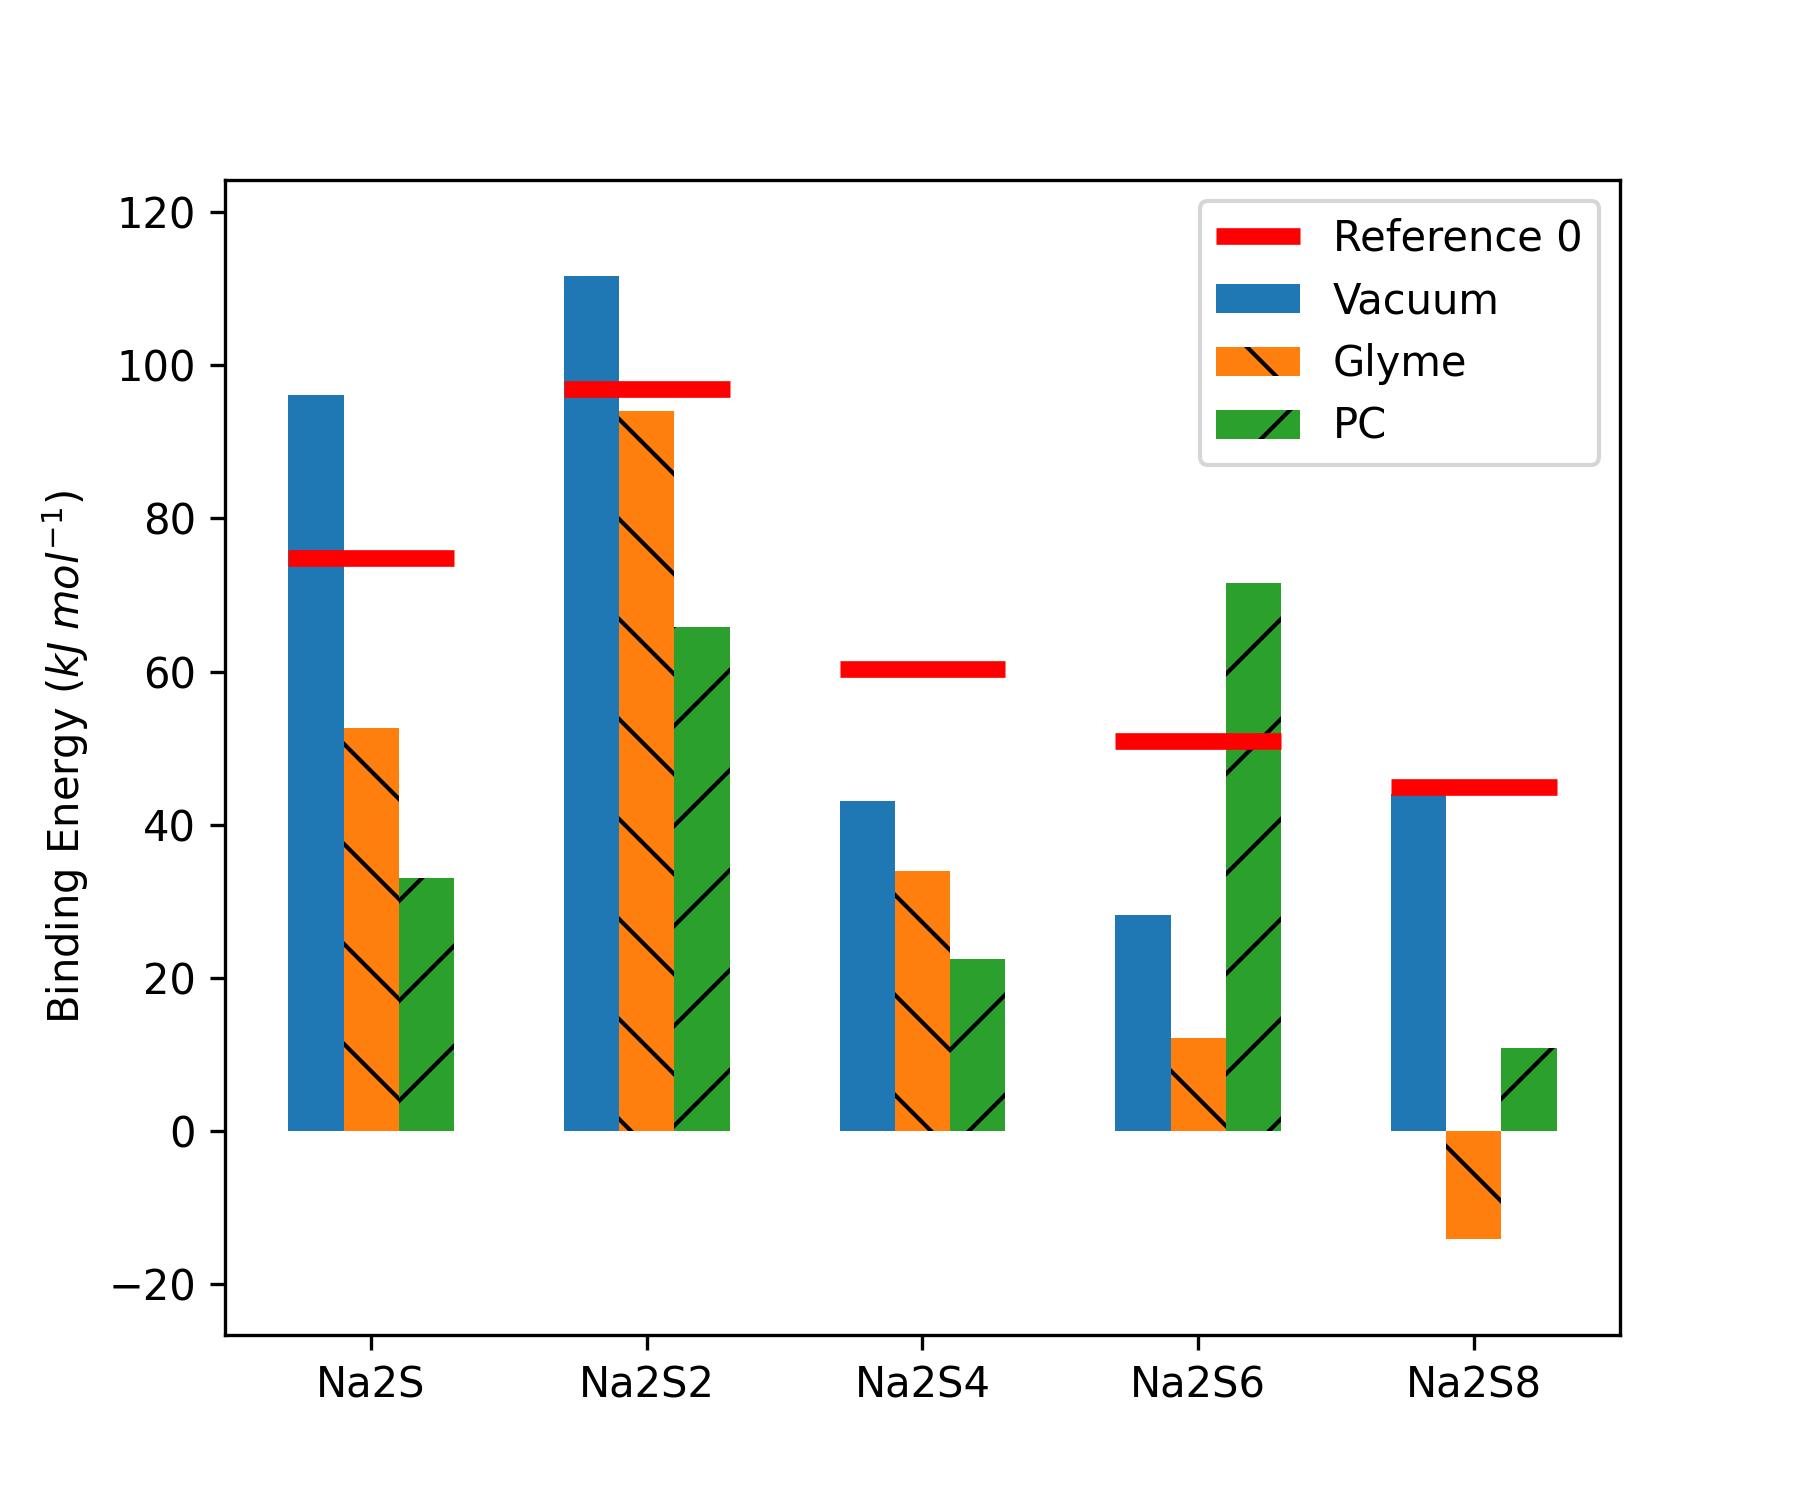 120
100
80
60
40
20
0
−20
Binding Energy (kJ mol⁻¹)
Reference 0
Vacuum
Glyme
PC
Na2S
Na2S2
Na2S4
Na2S6
Na2S8